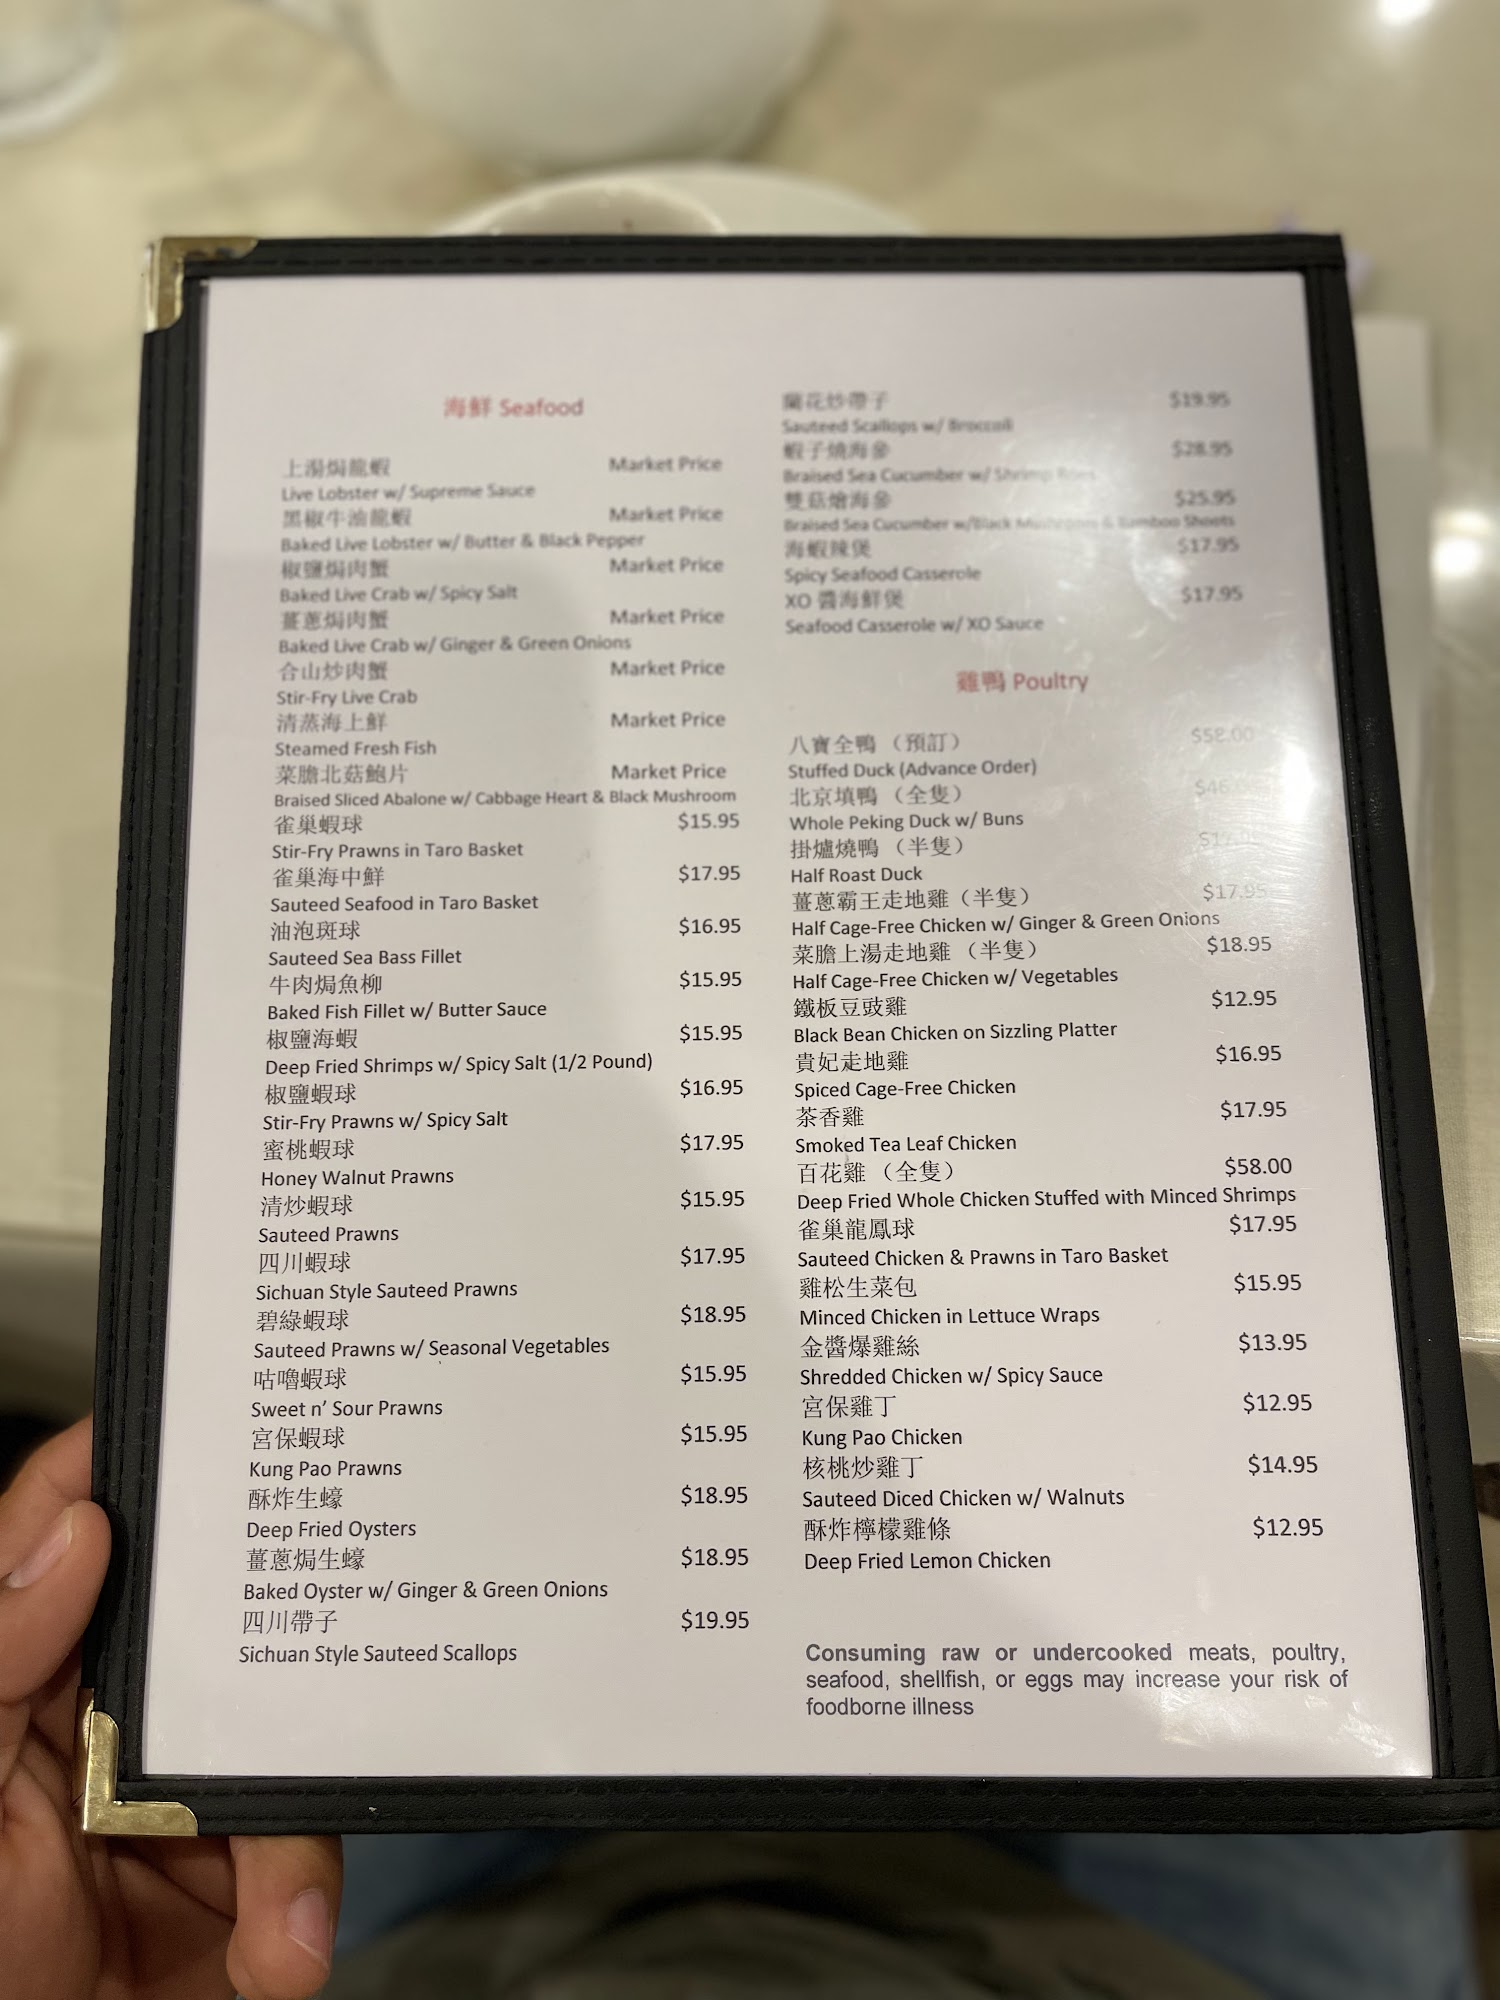 海鮮 Seafood
上湯焗龍蝦 Market Price
Live Lobster w/ Supreme Sauce
黑椒牛油龍蝦 Market Price
Baked Live Lobster w/ Butter & Black Pepper
椒鹽焗肉蟹 Market Price
Baked Live Crab w/ Spicy Salt
薑蔥焗肉蟹 Market Price
Baked Live Crab w/ Ginger & Green Onions
合山炒肉蟹 Market Price
Stir-Fry Live Crab
清蒸海上鮮 Market Price
Steamed Fresh Fish
菜膽北菇鮑片 Market Price
Braised Sliced Abalone w/ Cabbage Heart & Black Mushroom
雀巢蝦球 $15.95
Stir-Fry Prawns in Taro Basket
雀巢海中鮮 $17.95
Sauteed Seafood in Taro Basket
油泡斑球 $16.95
Sauteed Sea Bass Fillet
牛肉焗魚柳 $15.95
Baked Fish Fillet w/ Butter Sauce
椒鹽海蝦 $15.95
Deep Fried Shrimps w/ Spicy Salt (1/2 Pound)
椒鹽蝦球 $16.95
Stir-Fry Prawns w/ Spicy Salt
蜜桃蝦球 $17.95
Honey Walnut Prawns
清炒蝦球 $15.95
Sauteed Prawns
四川蝦球 $17.95
Sichuan Style Sauteed Prawns
碧綠蝦球 $18.95
Sauteed Prawns w/ Seasonal Vegetables
咕嚕蝦球 $15.95
Sweet n' Sour Prawns
宮保蝦球 $15.95
Kung Pao Prawns
酥炸生蠔 $18.95
Deep Fried Oysters
薑蔥焗生蠔 $18.95
Baked Oyster w/ Ginger & Green Onions
四川帶子 $19.95
Sichuan Style Sauteed Scallops
蘭花炒帶子 $19.95
Sauteed Scallops w/ Broccoli
蝦子燒海參 $28.95
Braised Sea Cucumber w/ Shrimp Roes
雙菇燴海參 $25.95
Braised Sea Cucumber w/Black Mushrooms & Bamboo Shoots
海蝦辣煲 $17.95
Spicy Seafood Casserole
XO 醬海鮮煲 $17.95
Seafood Casserole w/ XO Sauce
雞鴨 Poultry
八寶全鴨 （預訂） $58.00
Stuffed Duck (Advance Order)
北京填鴨 （全隻）
Whole Peking Duck w/ Buns
掛爐燒鴨 （半隻）
Half Roast Duck
薑蔥霸王走地雞（半隻） $17.95
Half Cage-Free Chicken w/ Ginger & Green Onions
菜膽上湯走地雞 （半隻） $18.95
Half Cage-Free Chicken w/ Vegetables
鐵板豆豉雞 $12.95
Black Bean Chicken on Sizzling Platter
貴妃走地雞 $16.95
Spiced Cage-Free Chicken
茶香雞 $17.95
Smoked Tea Leaf Chicken
百花雞 （全隻） $58.00
Deep Fried Whole Chicken Stuffed with Minced Shrimps
雀巢龍鳳球 $17.95
Sauteed Chicken & Prawns in Taro Basket
雞松生菜包 $15.95
Minced Chicken in Lettuce Wraps
金醬爆雞絲 $13.95
Shredded Chicken w/ Spicy Sauce
宮保雞丁 $12.95
Kung Pao Chicken
核桃炒雞丁 $14.95
Sauteed Diced Chicken w/ Walnuts
酥炸檸檬雞條 $12.95
Deep Fried Lemon Chicken
Consuming raw or undercooked meats, poultry,
seafood, shellfish, or eggs may increase your risk of
foodborne illness